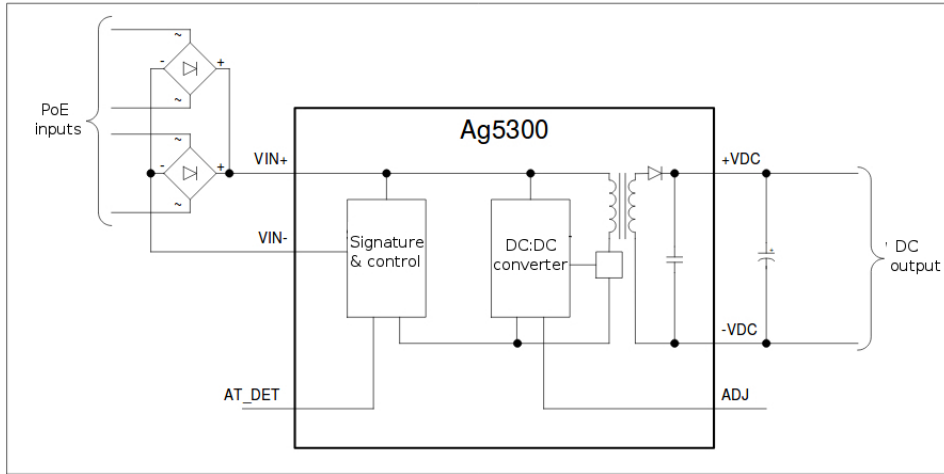 ~
- +
PoE
inputs
~
~
- +
~
Ag5300
VIN+
VIN-
+VDC
Signature
& control
DC:DC
converter
DC
output
+
-VDC
AT_DET
ADJ